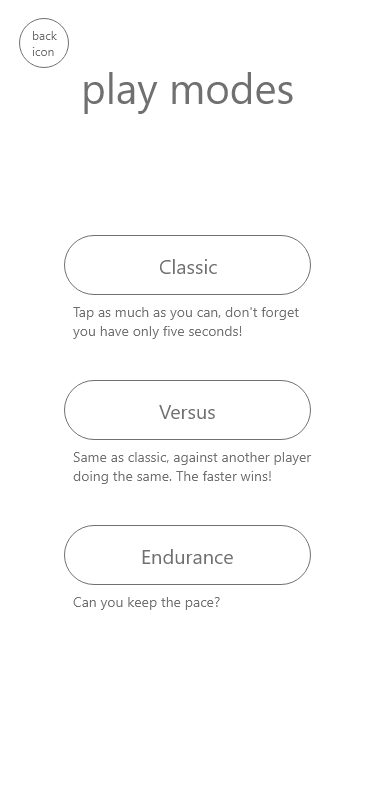 back
icon
play modes
Classic
Tap as much as you can, don't forget
you have only five seconds!
Versus
Same as classic, against another player
doing the same. The faster wins!
Endurance
Can you keep the pace?